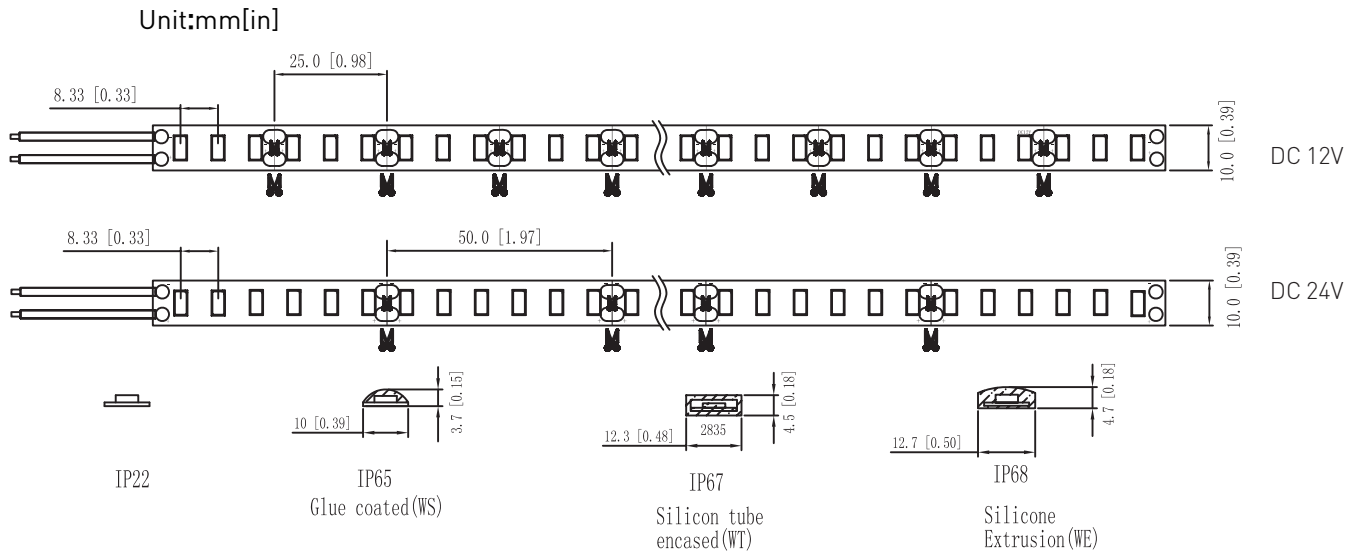 Unit:mm[in]
25.0 [0.98]
8.33 [0.33]
10.0 [0.39]
DC 12V
8.33 [0.33]
50.0 [1.97]
10.0 [0.39]
DC 24V
3.7 [0.15]
10 [0.39]
4.5 [0.18]
12.3 [0.48]
2835
4.7 [0.18]
12.7 [0.50]
IP22
IP65
Glue coated(WS)
IP67
Silicon tube
encased(WT)
IP68
Silicone
Extrusion(WE)